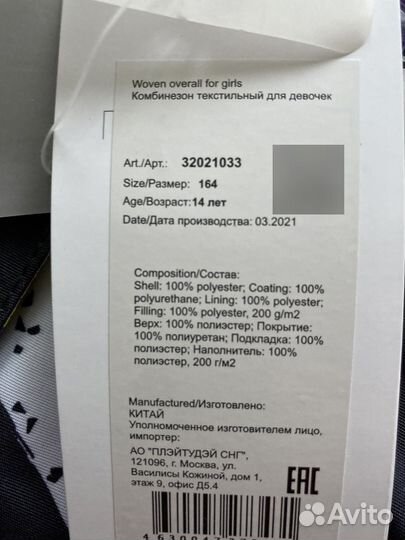 Woven overall for girls
Комбинезон текстильный для девочек
Art./Арт.: 32021033
Size/Размер: 164
Age/Возраст: 14 лет
Date/Дата производства: 03.2021
Composition/Состав:
Shell: 100% polyester; Coating: 100%
polyurethane; Lining: 100% polyester;
Filling: 100% polyester, 200 g/m2
Верх: 100% полиэстер; Покрытие:
100% полиуретан; Подкладка: 100%
полиэстер; Наполнитель: 100%
полиэстер, 200 г/м2
Manufactured/Изготовлено:
КИТАЙ
Уполномоченное изготовителем лицо,
импортер:
АО "ПЛЭЙТУДЭЙ СНГ",
121096, г. Москва, ул.
Василисы Кожиной, дом 1,
этаж 9, офис Д5.4
EAC
Avito